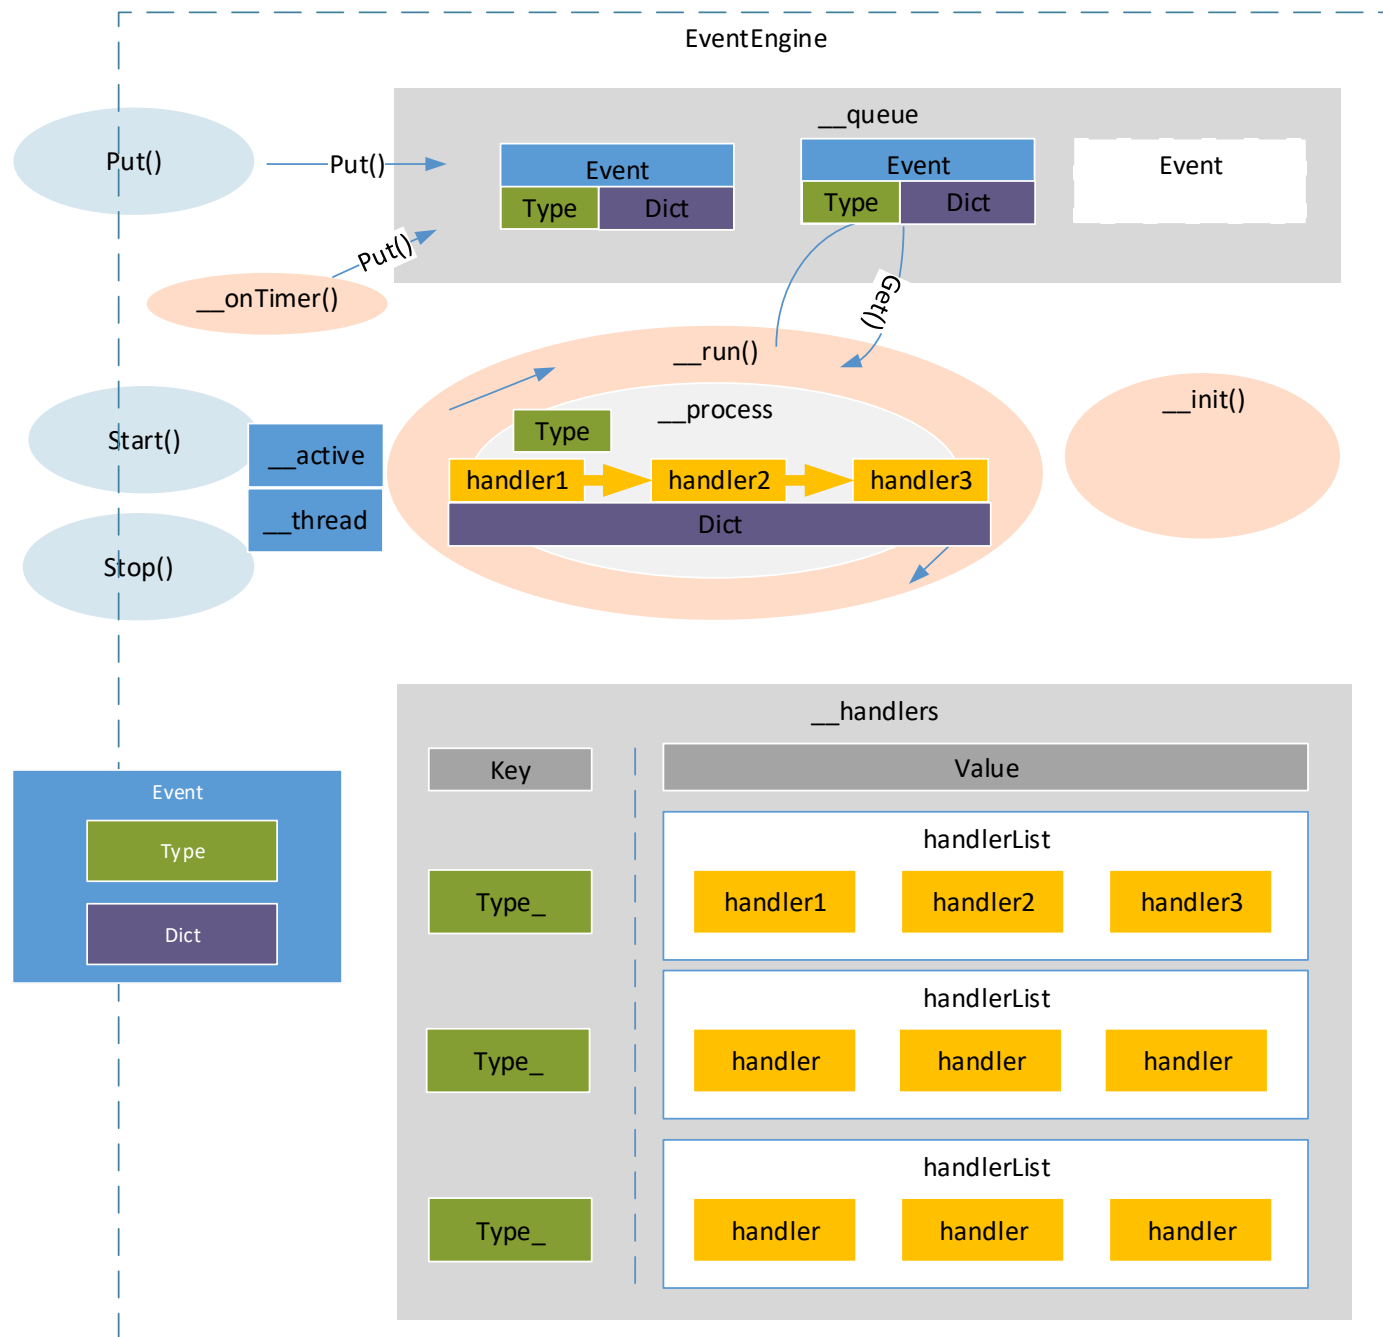 EventEngine
__queue
Put()
Put()
Event
Type
Dict
Event
Type
Dict
Event
Put()
__onTimer()
Get()
__run()
__init()
__process
Start()
__active
Type
handler1
handler2
handler3
__thread
Dict
Stop()
__handlers
Key
Value
Event
Type
Dict
handlerList
Type_
handler1
handler2
handler3
handlerList
Type_
handler
handler
handler
handlerList
Type_
handler
handler
handler